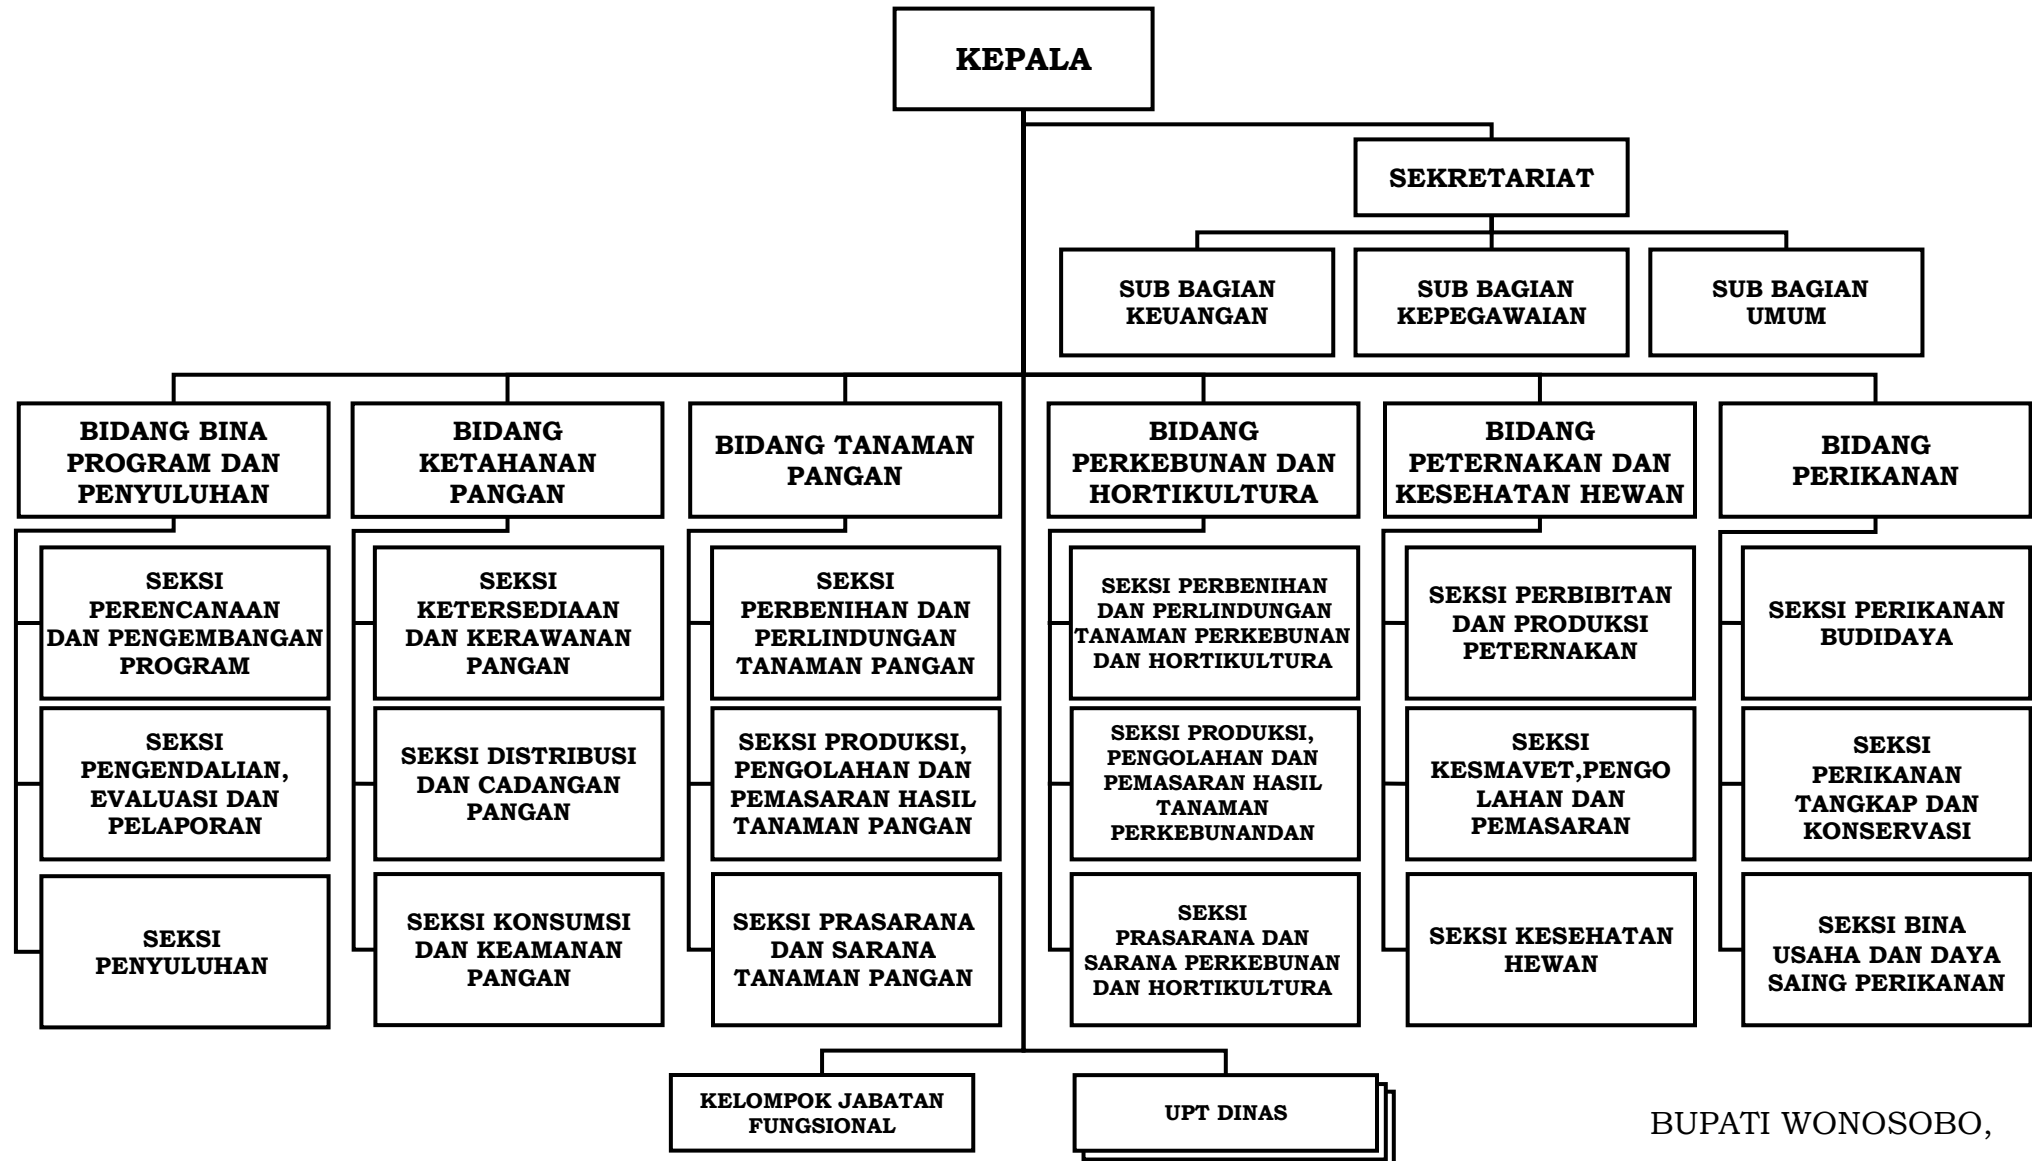 KEPALA
SEKRETARIAT
SUB BAGIAN
KEUANGAN
SUB BAGIAN
KEPEGAWAIAN
SUB BAGIAN
UMUM
BIDANG BINA
PROGRAM DAN
PENYULUHAN
BIDANG
KETAHANAN
PANGAN
BIDANG TANAMAN
PANGAN
BIDANG
PERKEBUNAN DAN
HORTIKULTURA
BIDANG
PETERNAKAN DAN
KESEHATAN HEWAN
BIDANG
PERIKANAN
SEKSI
PERENCANAAN
DAN PENGEMBANGAN
PROGRAM
SEKSI
KETERSEDIAAN
DAN KERAWANAN
PANGAN
SEKSI
PERBENIHAN DAN
PERLINDUNGAN
TANAMAN PANGAN
SEKSI PERBENIHAN
DAN PERLINDUNGAN
TANAMAN PERKEBUNAN
DAN HORTIKULTURA
SEKSI PERBIBITAN
DAN PRODUKSI
PETERNAKAN
SEKSI PERIKANAN
BUDIDAYA
SEKSI
PENGENDALIAN,
EVALUASI DAN
PELAPORAN
SEKSI DISTRIBUSI
DAN CADANGAN
PANGAN
SEKSI PRODUKSI,
PENGOLAHAN DAN
PEMASARAN HASIL
TANAMAN PANGAN
SEKSI PRODUKSI,
PENGOLAHAN DAN
PEMASARAN HASIL
TANAMAN
PERKEBUNANDAN
SEKSI
KESMAVET,PENGO
LAHAN DAN
PEMASARAN
SEKSI
PERIKANAN
TANGKAP DAN
KONSERVASI
SEKSI
PENYULUHAN
SEKSI KONSUMSI
DAN KEAMANAN
PANGAN
SEKSI PRASARANA
DAN SARANA
TANAMAN PANGAN
SEKSI
PRASARANA DAN
SARANA PERKEBUNAN
DAN HORTIKULTURA
SEKSI KESEHATAN
HEWAN
SEKSI BINA
USAHA DAN DAYA
SAING PERIKANAN
KELOMPOK JABATAN
FUNGSIONAL
UPT DINAS
BUPATI WONOSOBO,